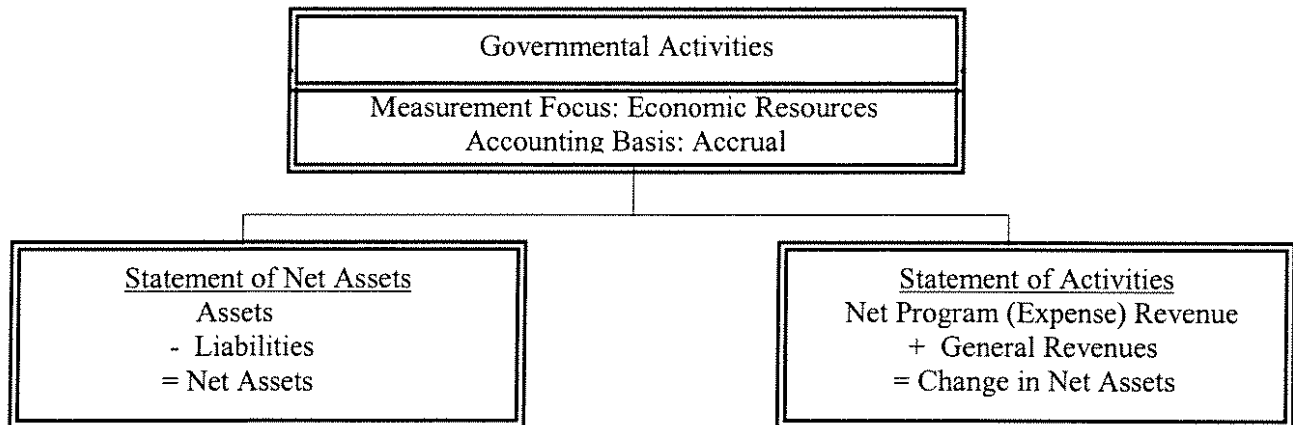 Governmental Activities
Measurement Focus: Economic Resources
Accounting Basis: Accrual
Statement of Net Assets
Assets
- Liabilities
= Net Assets
Statement of Activities
Net Program (Expense) Revenue
+ General Revenues
= Change in Net Assets